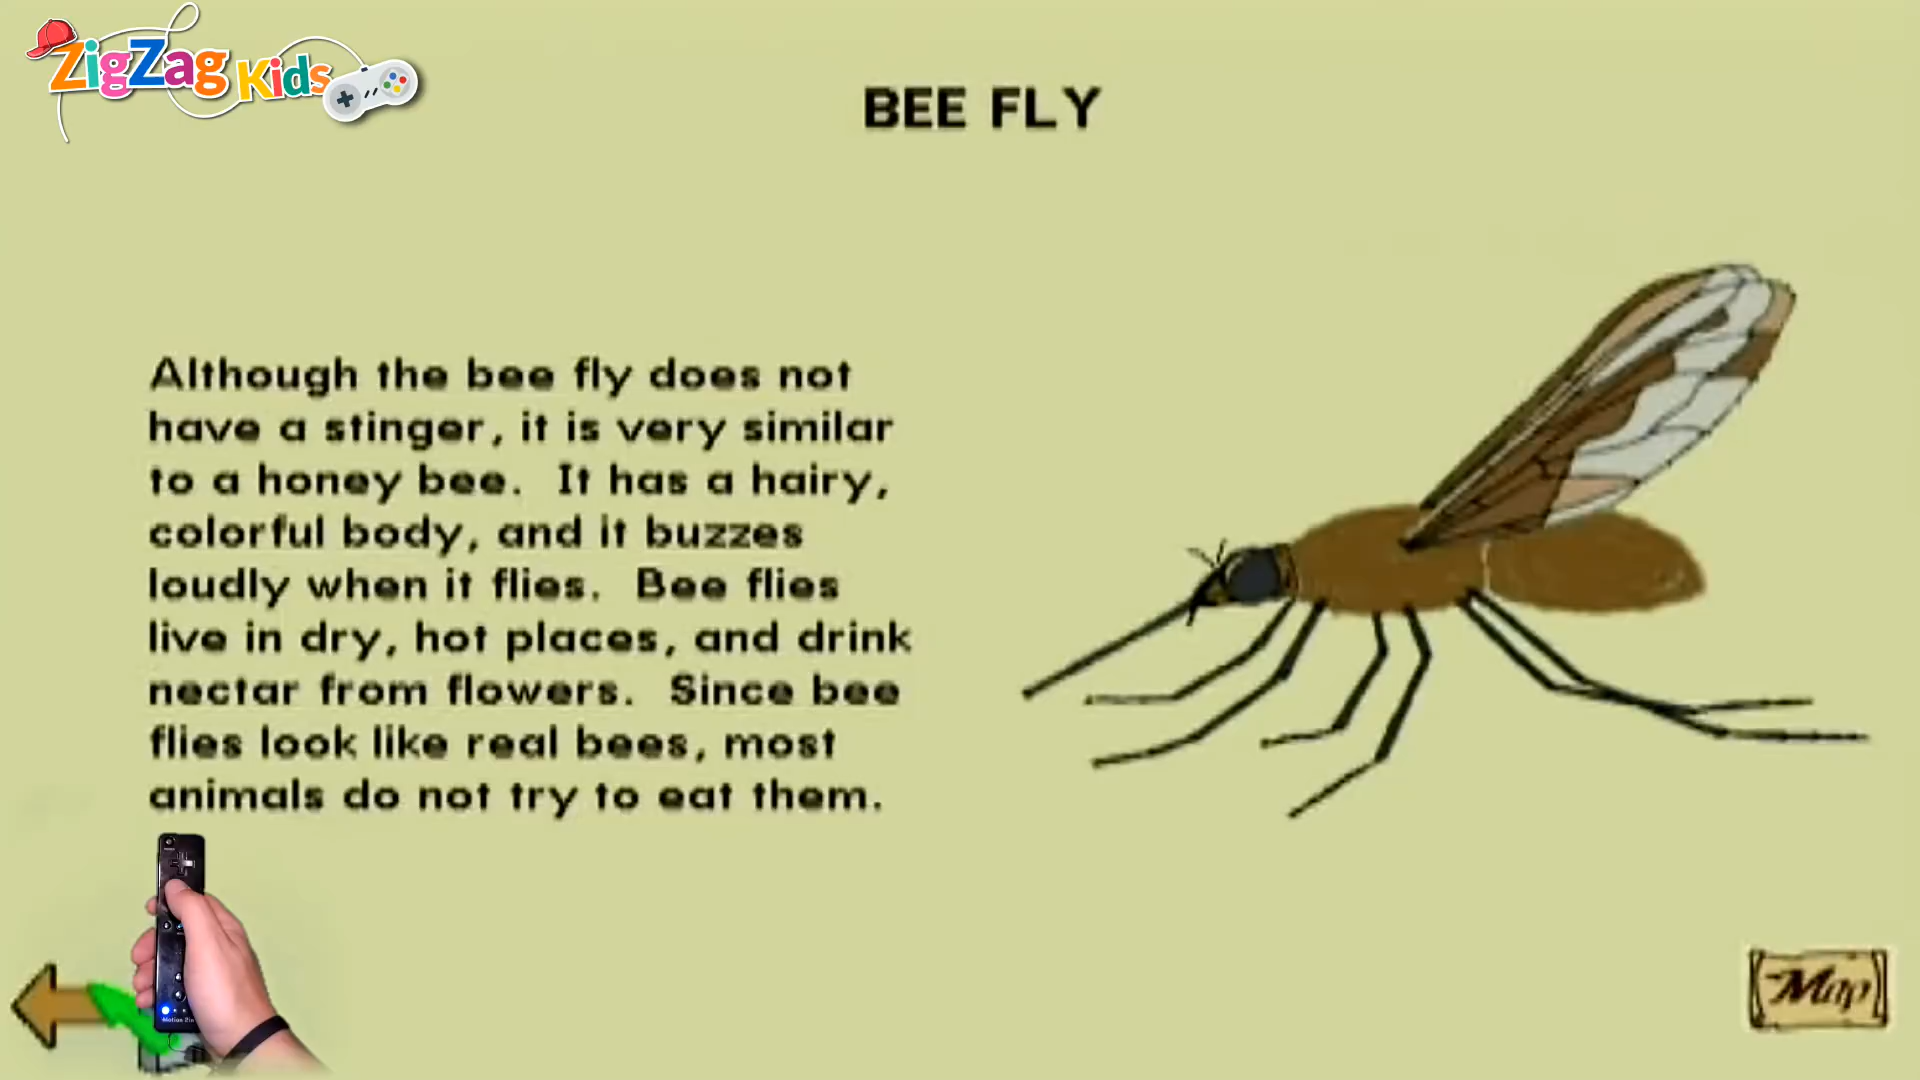 ZigZag Kids
BEE FLY
Although the bee fly does not
have a stinger, it is very similar
to a honey bee. It has a hairy,
colorful body, and it buzzes
loudly when it flies. Bee flies
live in dry, hot places, and drink
nectar from flowers. Since bee
flies look like real bees, most
animals do not try to eat them.
Map